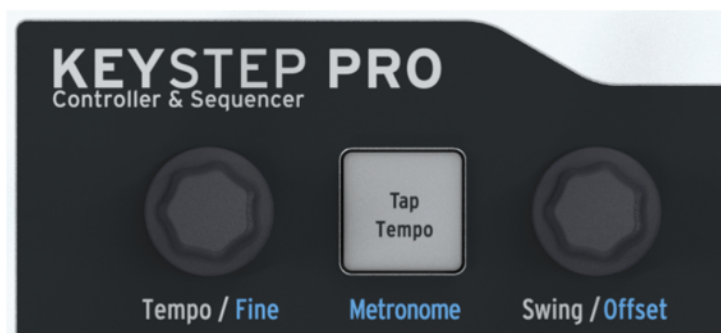 KEYSTEP PRO
Controller & Sequencer
Tap
Tempo
Tempo / Fine
Metronome
Swing / Offset